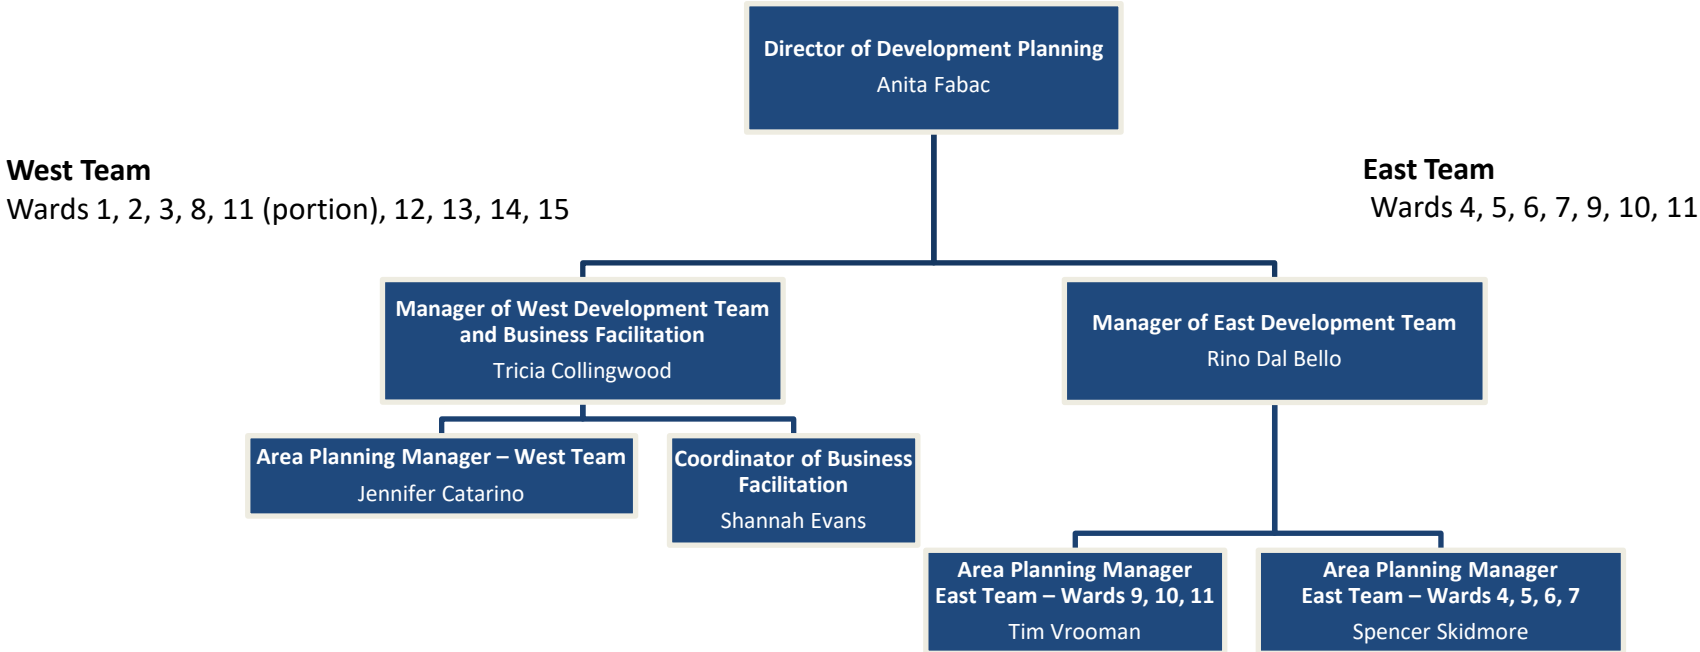 Director of Development Planning
Anita Fabac
West Team
Wards 1, 2, 3, 8, 11 (portion), 12, 13, 14, 15
East Team
Wards 4, 5, 6, 7, 9, 10, 11
Manager of West Development Team
and Business Facilitation
Tricia Collingwood
Manager of East Development Team
Rino Dal Bello
Area Planning Manager – West Team
Jennifer Catarino
Coordinator of Business
Facilitation
Shannah Evans
Area Planning Manager
East Team – Wards 9, 10, 11
Tim Vrooman
Area Planning Manager
East Team – Wards 4, 5, 6, 7
Spencer Skidmore